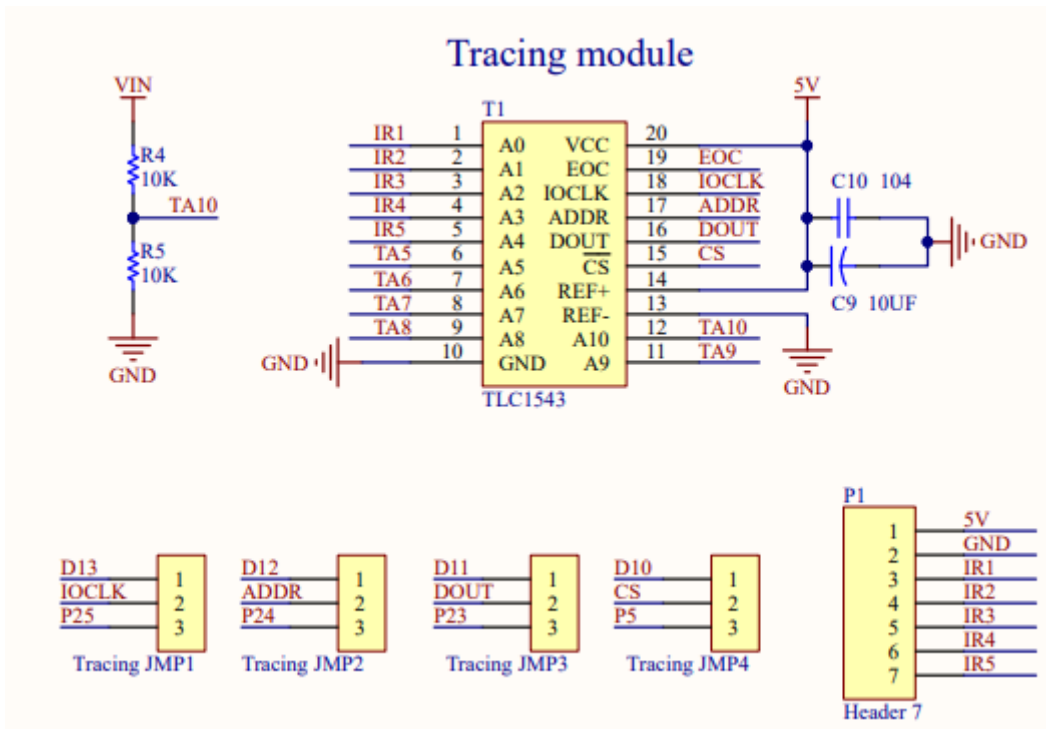 Tracing module
VIN
R4
10K
TA10
R5
10K
GND
T1
IR1 1 A0 VCC 20
IR2 2 A1 EOC 19 EOC
IR3 3 A2 IOCLK 18 IOCLK
IR4 4 A3 ADDR 17 ADDR
IR5 5 A4 DOUT 16 DOUT
TA5 6 A5 CS 15 CS
TA6 7 A6 REF+ 14
TA7 8 A7 REF- 13
TA8 9 A8 A10 12 TA10
GND 10 GND A9 11 TA9
TLC1543
5V
C10 104
GND
C9 10UF
GND
D13 1
IOCLK 2
P25 3
Tracing JMP1
D12 1
ADDR 2
P24 3
Tracing JMP2
D11 1
DOUT 2
P23 3
Tracing JMP3
D10 1
CS 2
P5 3
Tracing JMP4
P1
1 5V
2 GND
3 IR1
4 IR2
5 IR3
6 IR4
7 IR5
Header 7